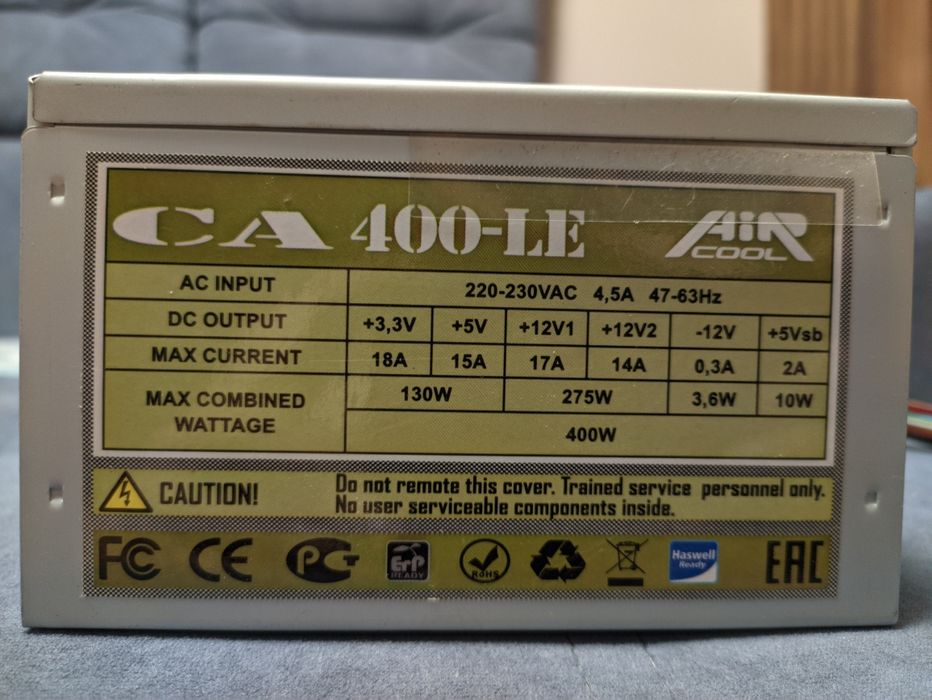 CA 400-LE AiR COOL
AC INPUT 220-230VAC 4,5A 47-63Hz
DC OUTPUT +3,3V +5V +12V1 +12V2 -12V +5Vsb
MAX CURRENT 18A 15A 17A 14A 0,3A 2A
MAX COMBINED WATTAGE 130W 275W 3,6W 10W
400W
CAUTION! Do not remote this cover. Trained service personnel only.
No user serviceable components inside.
FC CE PC ErP READY RoHS Haswell Ready EAC